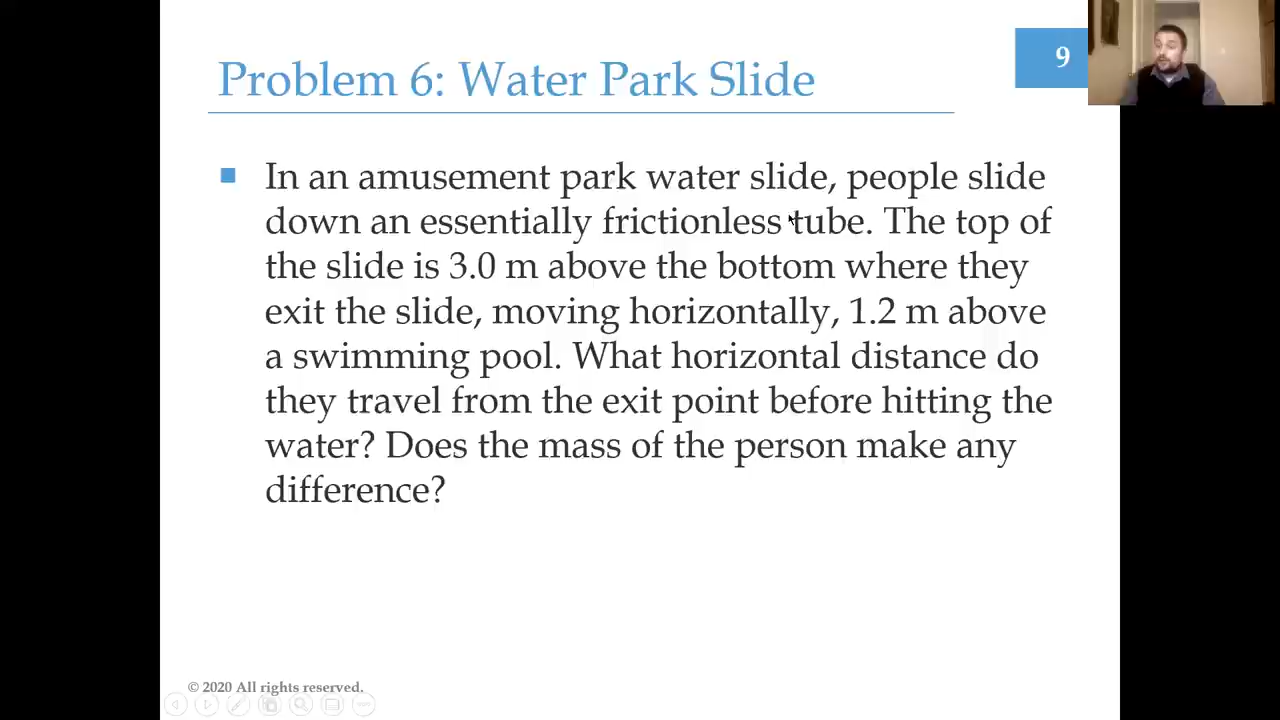 9
Problem 6: Water Park Slide
In an amusement park water slide, people slide
down an essentially frictionless tube. The top of
the slide is 3.0 m above the bottom where they
exit the slide, moving horizontally, 1.2 m above
a swimming pool. What horizontal distance do
they travel from the exit point before hitting the
water? Does the mass of the person make any
difference?
© 2020 All rights reserved.